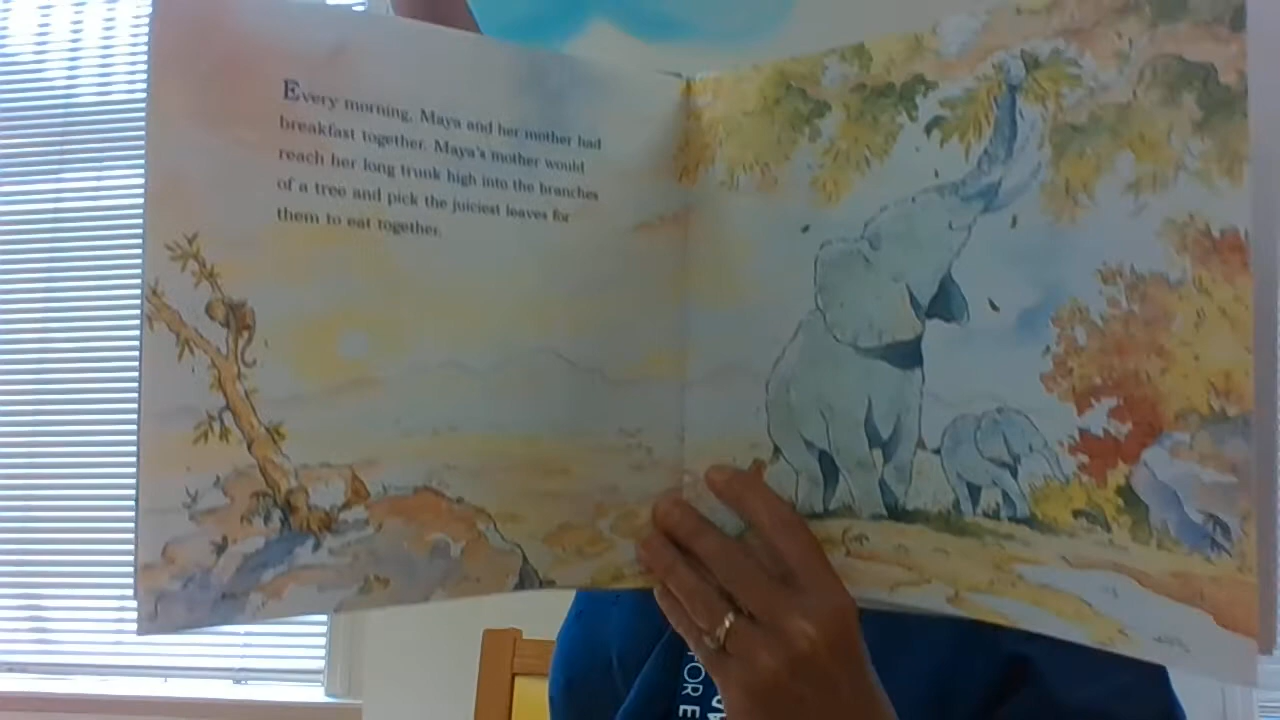 Every morning, Maya and her mother had
breakfast together. Maya's mother would
reach her long trunk high into the branches
of a tree and pick the juiciest leaves for
them to eat together.
FOR E